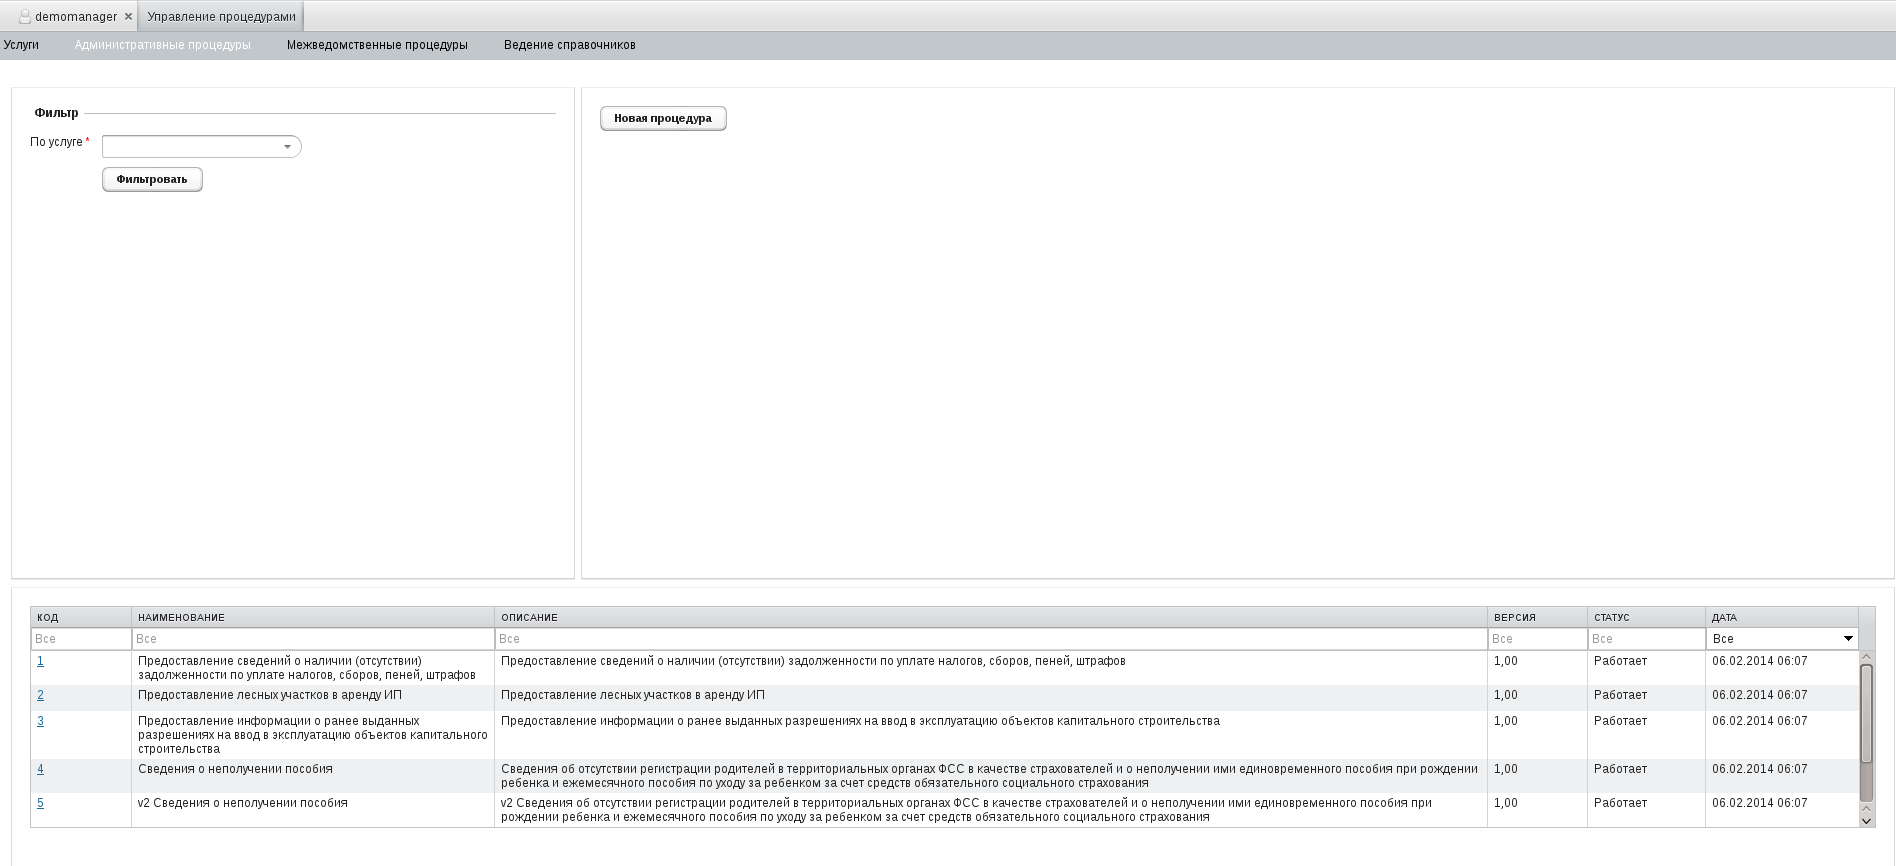 demomanager × Управление процедурами
Услуги Административные процедуры Межведомственные процедуры Ведение справочников
Фильтр
По услуге *
Фильтровать
Новая процедура
КОД НАИМЕНОВАНИЕ ОПИСАНИЕ ВЕРСИЯ СТАТУС ДАТА
Все Все Все Все Все Все
1 Предоставление сведений о наличии (отсутствии) Предоставление сведений о наличии (отсутствии) задолженности по уплате налогов, сборов, пеней, штрафов 1,00 Работает 06.02.2014 06:07
задолженности по уплате налогов, сборов, пеней, штрафов
2 Предоставление лесных участков в аренду ИП Предоставление лесных участков в аренду ИП 1,00 Работает 06.02.2014 06:07
3 Предоставление информации о ранее выданных Предоставление информации о ранее выданных разрешениях на ввод в эксплуатацию объектов капитального строительства 1,00 Работает 06.02.2014 06:07
разрешениях на ввод в эксплуатацию объектов капитального
строительства
4 Сведения о неполучении пособия Сведения об отсутствии регистрации родителей в территориальных органах ФСС в качестве страхователей и о неполучении ими единовременного пособия при рождении 1,00 Работает 06.02.2014 06:07
ребенка и ежемесячного пособия по уходу за ребенком за счет средств обязательного социального страхования
5 v2 Сведения о неполучении пособия v2 Сведения об отсутствии регистрации родителей в территориальных органах ФСС в качестве страхователей и о неполучении ими единовременного пособия при 1,00 Работает 06.02.2014 06:07
рождении ребенка и ежемесячного пособия по уходу за ребенком за счет средств обязательного социального страхования